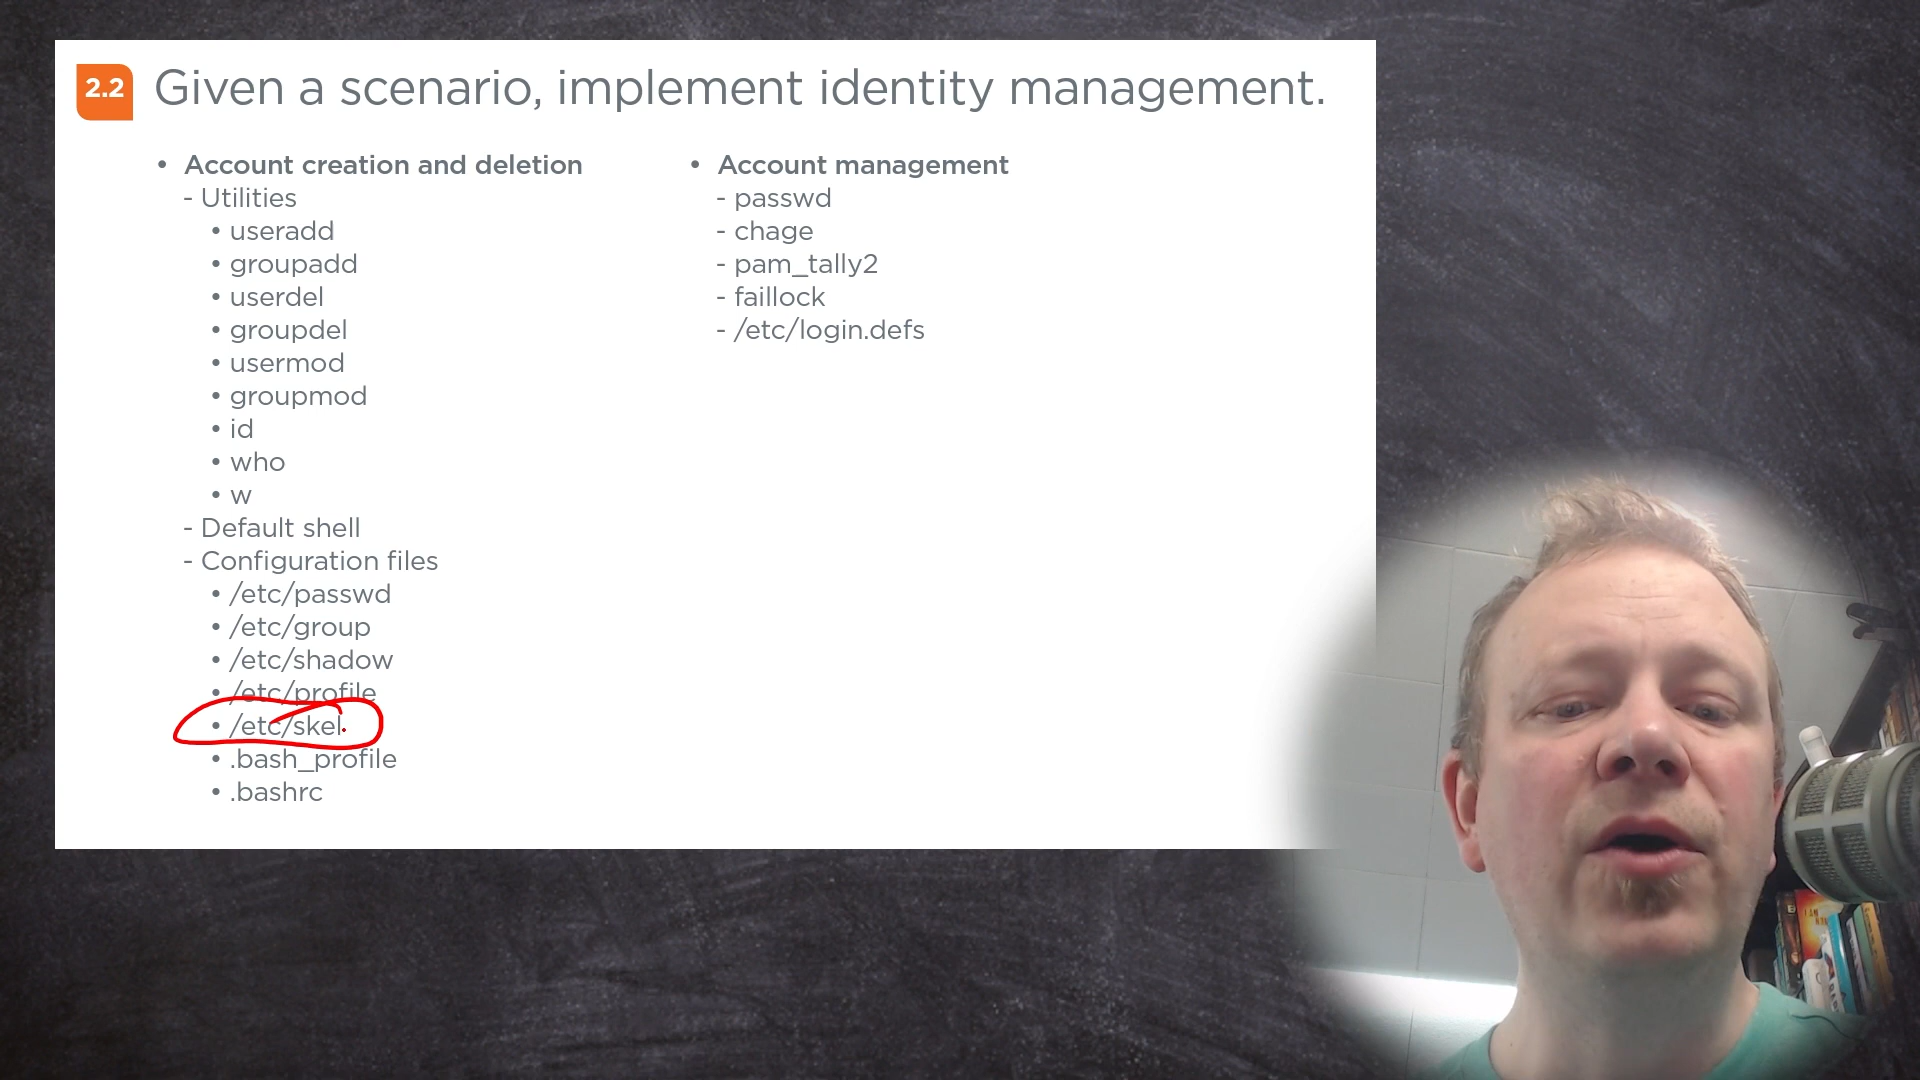 2.2 Given a scenario, implement identity management.
• Account creation and deletion
- Utilities
• useradd
• groupadd
• userdel
• groupdel
• usermod
• groupmod
• id
• who
• w
- Default shell
- Configuration files
• /etc/passwd
• /etc/group
• /etc/shadow
• /etc/profile
• /etc/skel
• .bash_profile
• .bashrc
• Account management
- passwd
- chage
- pam_tally2
- faillock
- /etc/login.defs